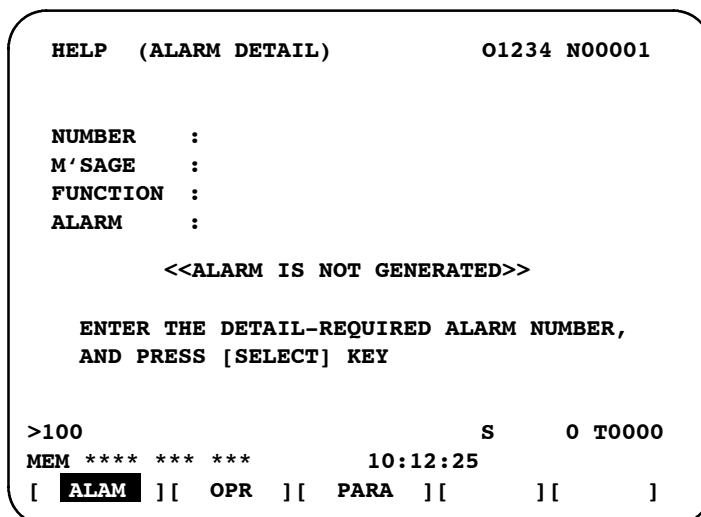 HELP (ALARM DETAIL) O1234 N00001
NUMBER :
M‘SAGE :
FUNCTION :
ALARM :
<<ALARM IS NOT GENERATED>>
ENTER THE DETAIL–REQUIRED ALARM NUMBER,
AND PRESS [SELECT] KEY
>100 S 0 T0000
MEM **** *** *** 10:12:25
[ ALAM ][ OPR ][ PARA ][ ][ ]